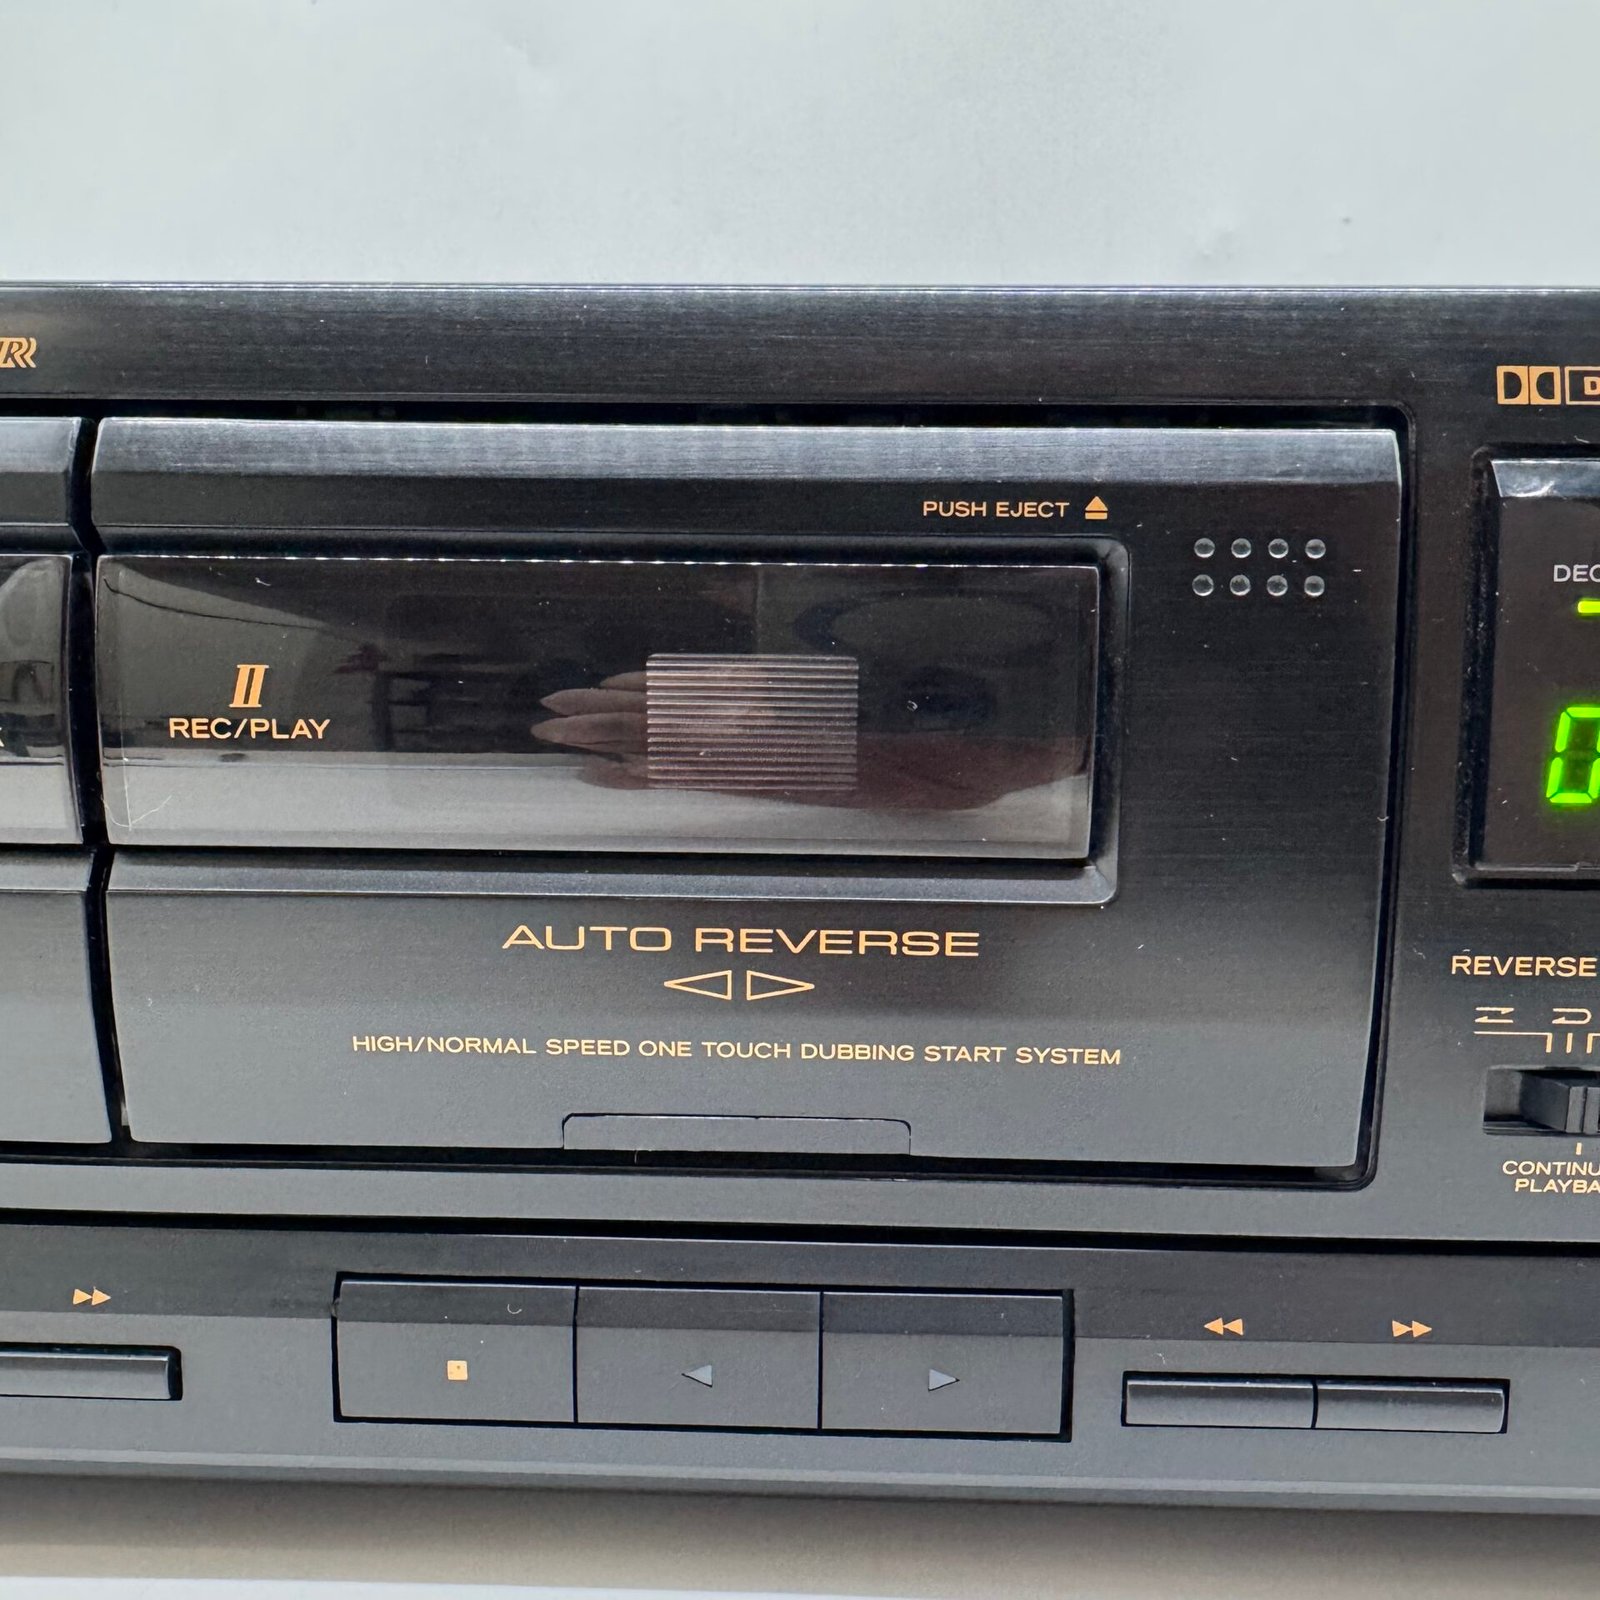 PUSH EJECT
II
REC/PLAY
AUTO REVERSE
HIGH/NORMAL SPEED ONE TOUCH DUBBING START SYSTEM
REVERSE